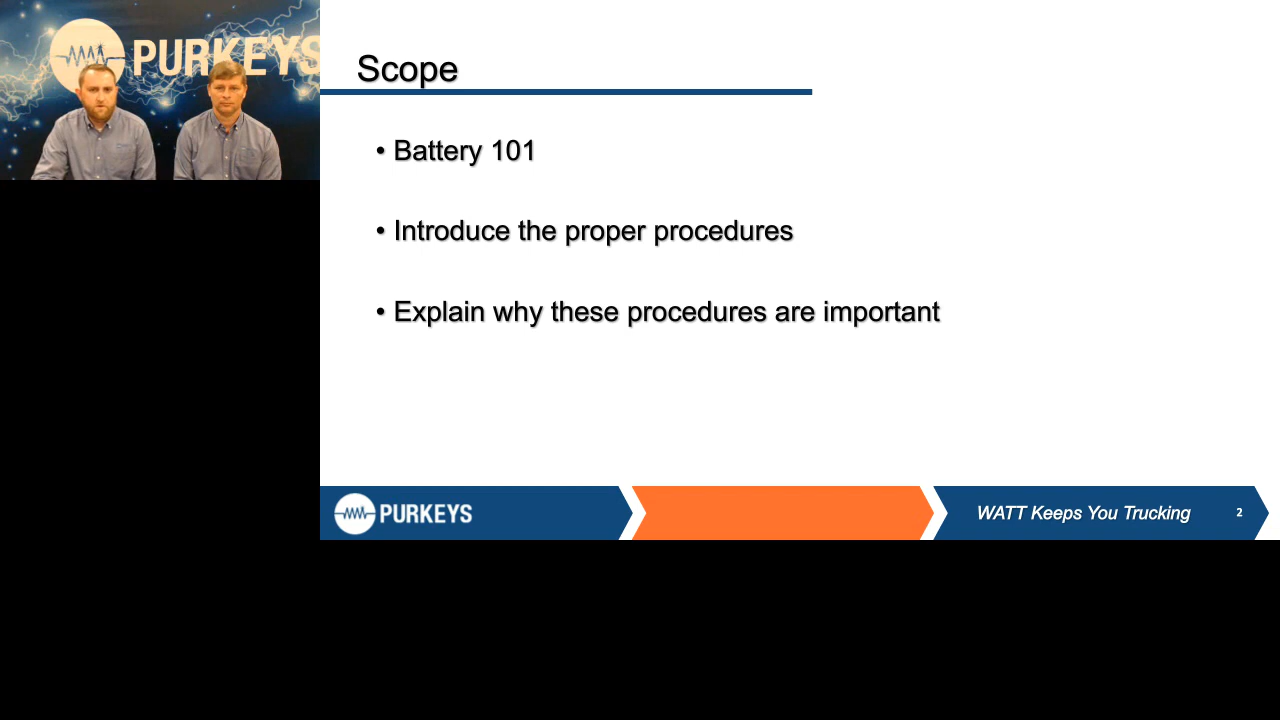 PURKEYS
Scope
• Battery 101
• Introduce the proper procedures
• Explain why these procedures are important
PURKEYS
WATT Keeps You Trucking
2